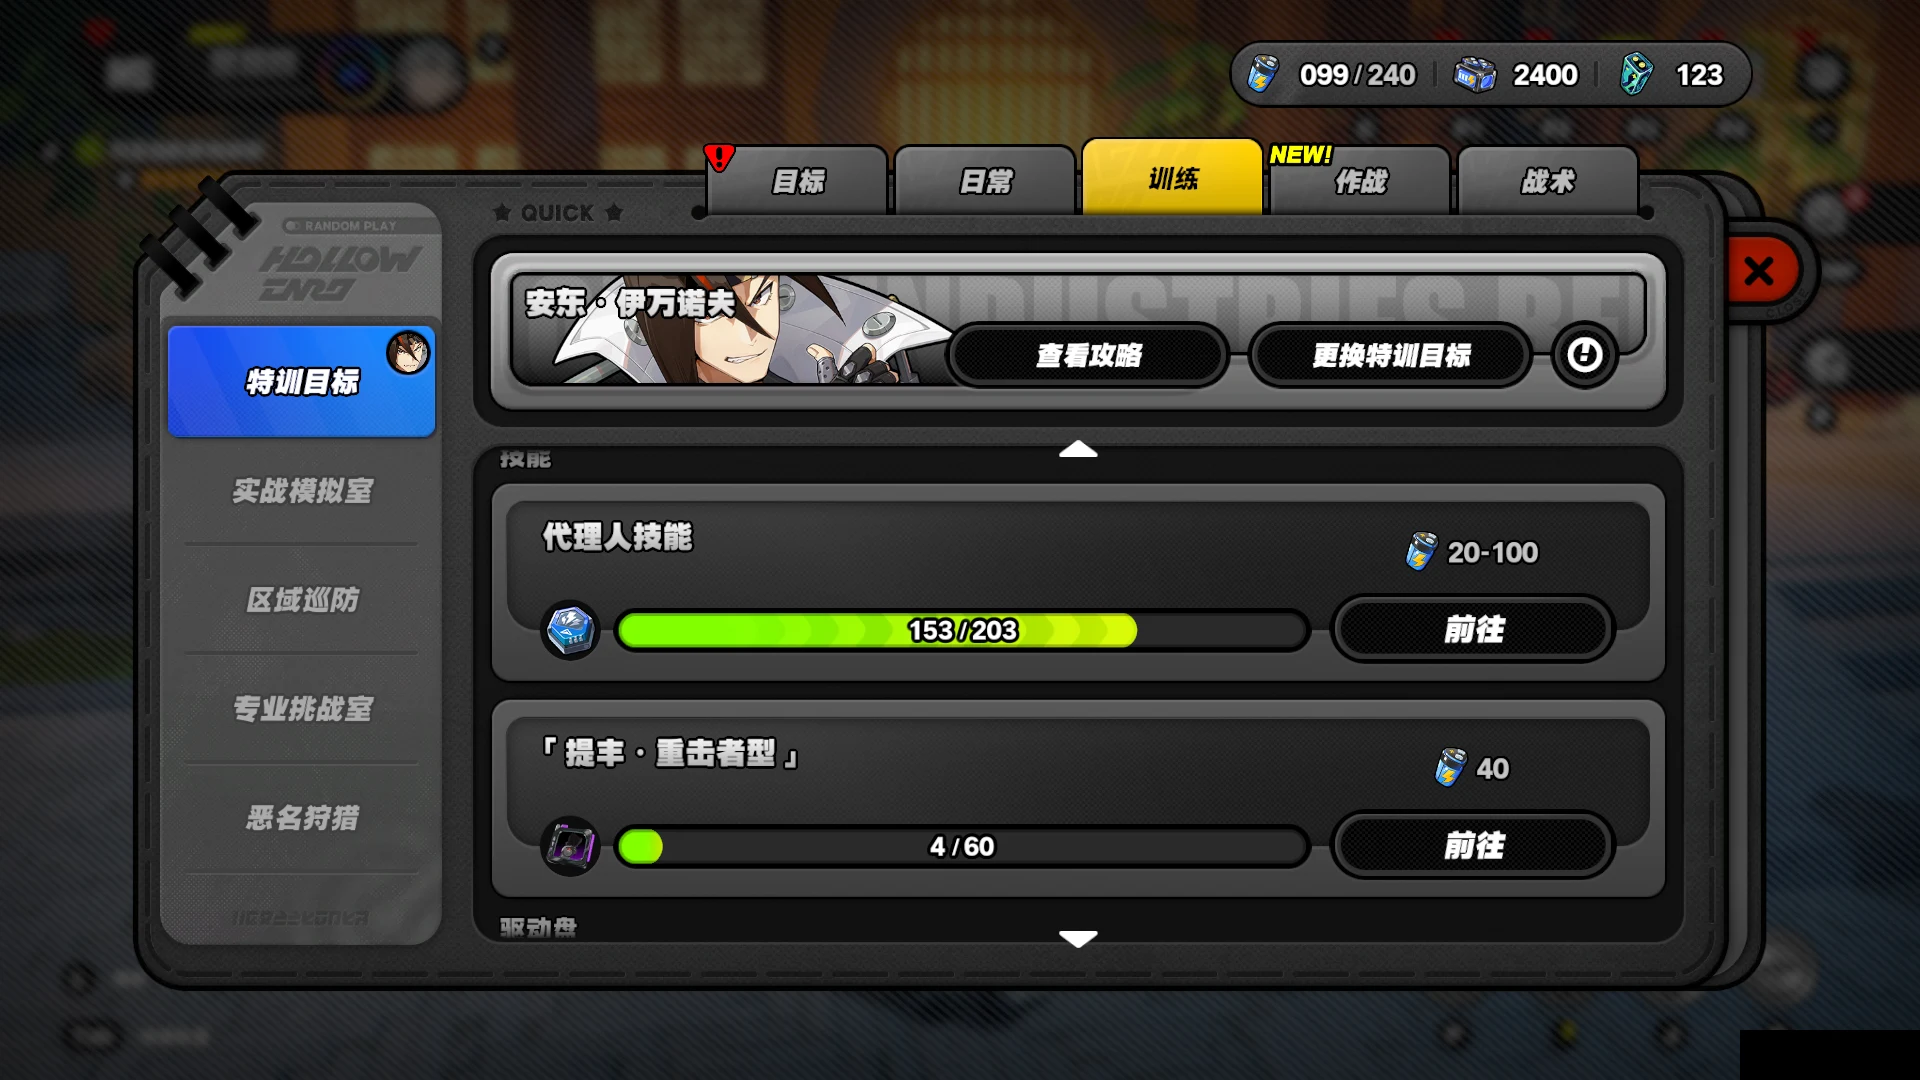 099/240 2400 123
目标 日常 训练 NEW! 作战 战术
QUICK
RANDOM PLAY
HOLLOW
ZERO
安东·伊万诺夫
查看攻略 更换特训目标
特训目标
实战模拟室
区域巡防
专业挑战室
恶名狩猎
技能
代理人技能
20-100
153/203
前往
「提丰·重击者型」
40
4/60
前往
驱动盘